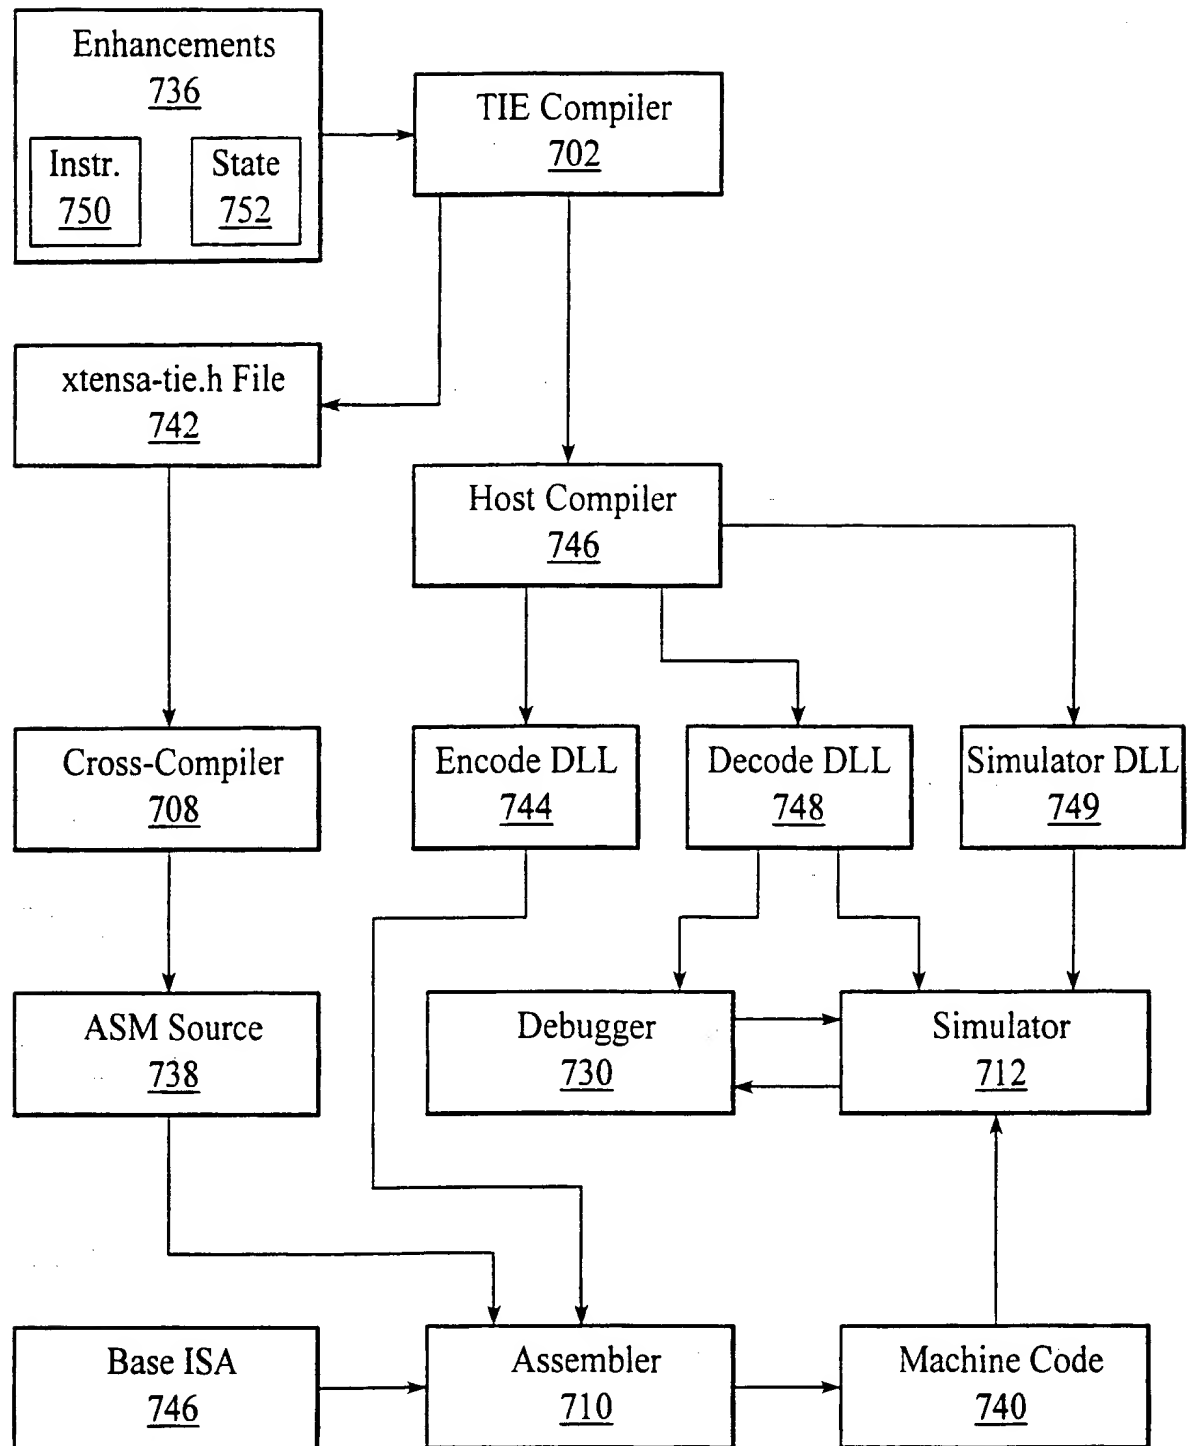 Enhancements
736
Instr.
750
State
752
TIE Compiler
702
xtensa-tie.h File
742
Host Compiler
746
Cross-Compiler
708
Encode DLL
744
Decode DLL
748
Simulator DLL
749
ASM Source
738
Debugger
730
Simulator
712
Base ISA
746
Assembler
710
Machine Code
740